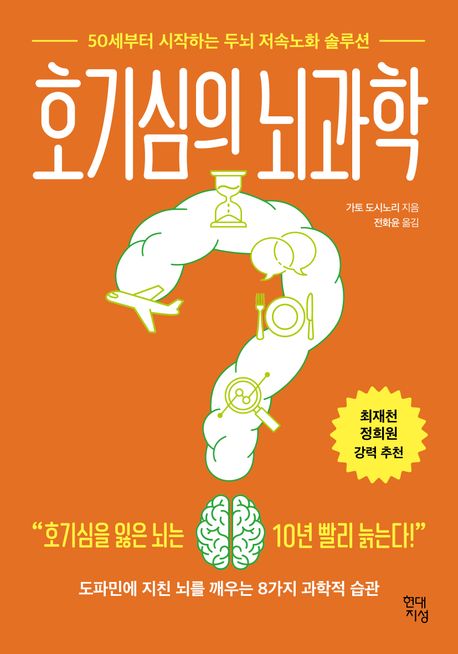 50세부터 시작하는 두뇌 저속노화 솔루션
호기심의 뇌과학
가토 도시노리 지음
전화윤 옮김
최재천
정희원
강력 추천
“호기심을 잃은 뇌는 10년 빨리 늙는다!”
도파민에 지친 뇌를 깨우는 8가지 과학적 습관
현대
지성